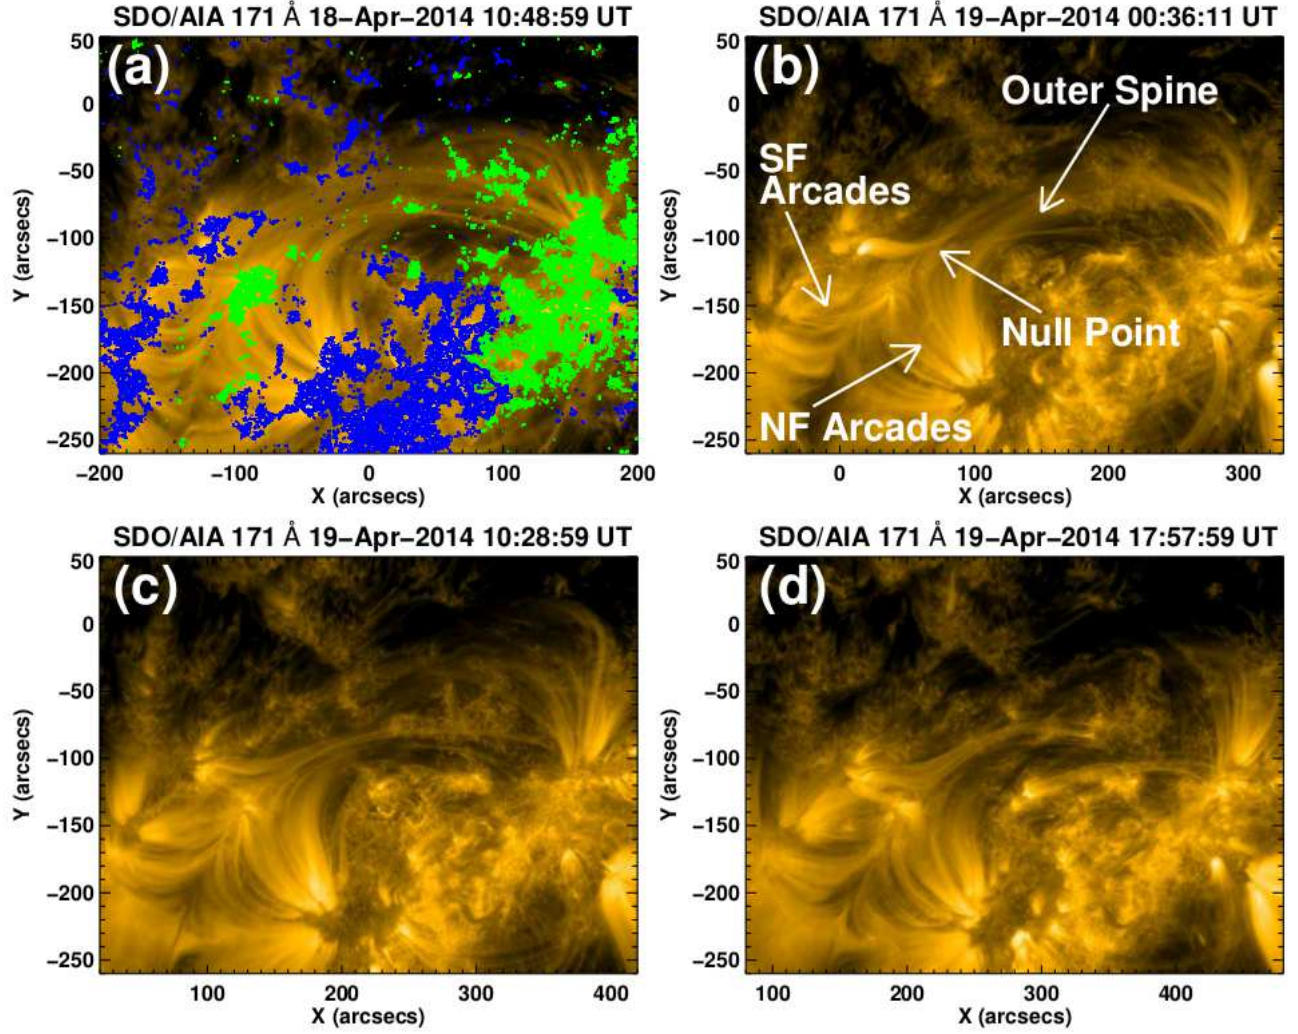 SDO/AIA 171 Å 18−Apr−2014 10:48:59 UT
(a)
50
0
−50
−100
−150
−200
−250
Y (arcsecs)
−200 −100 0 100 200
X (arcsecs)
SDO/AIA 171 Å 19−Apr−2014 00:36:11 UT
(b)
Outer Spine
SF
Arcades
Null Point
NF Arcades
50
0
−50
−100
−150
−200
−250
Y (arcsecs)
0 100 200 300
X (arcsecs)
SDO/AIA 171 Å 19−Apr−2014 10:28:59 UT
(c)
50
0
−50
−100
−150
−200
−250
Y (arcsecs)
100 200 300 400
X (arcsecs)
SDO/AIA 171 Å 19−Apr−2014 17:57:59 UT
(d)
50
0
−50
−100
−150
−200
−250
Y (arcsecs)
100 200 300 400
X (arcsecs)